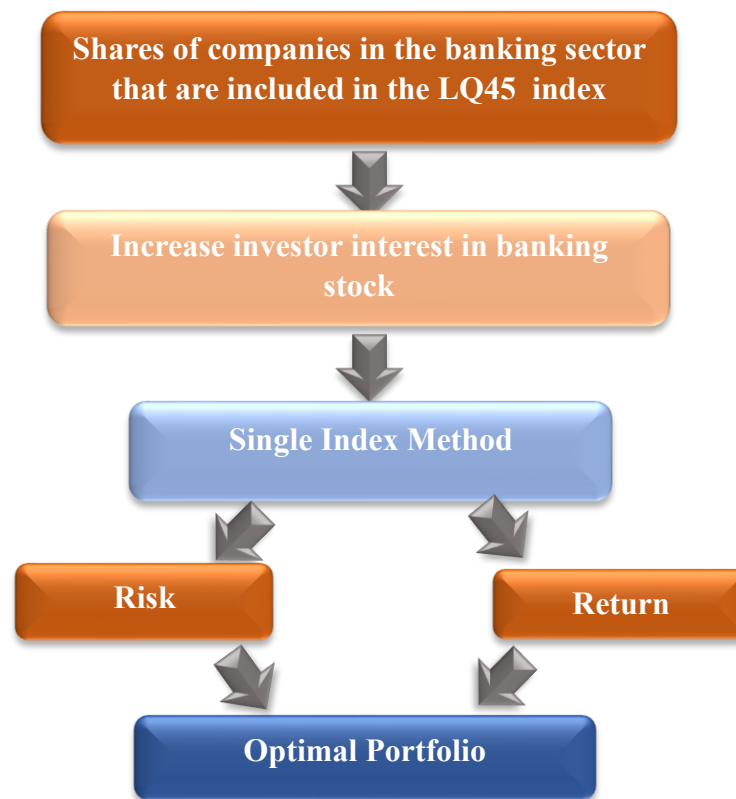 Shares of companies in the banking sector
that are included in the LQ45 index
Increase investor interest in banking
stock
Single Index Method
Risk
Return
Optimal Portfolio